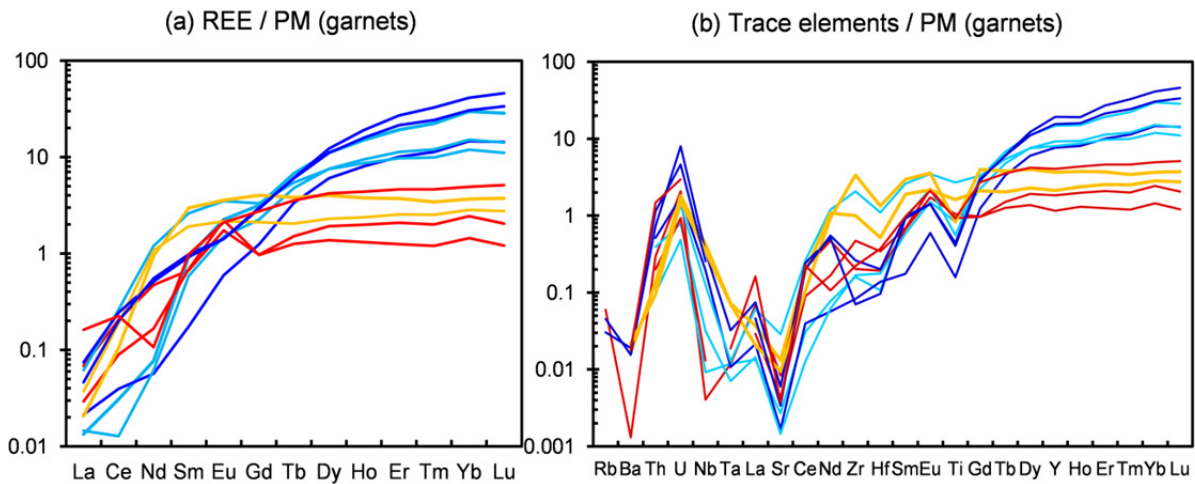 (a) REE / PM (garnets)
100
10
1
0.1
0.01
La Ce Nd Sm Eu Gd Tb Dy Ho Er Tm Yb Lu
(b) Trace elements / PM (garnets)
100
10
1
0.1
0.01
0.001
Rb Ba Th U Nb Ta La Sr Ce Nd Zr Hf Sm Eu Ti Gd Tb Dy Y Ho Er Tm Yb Lu